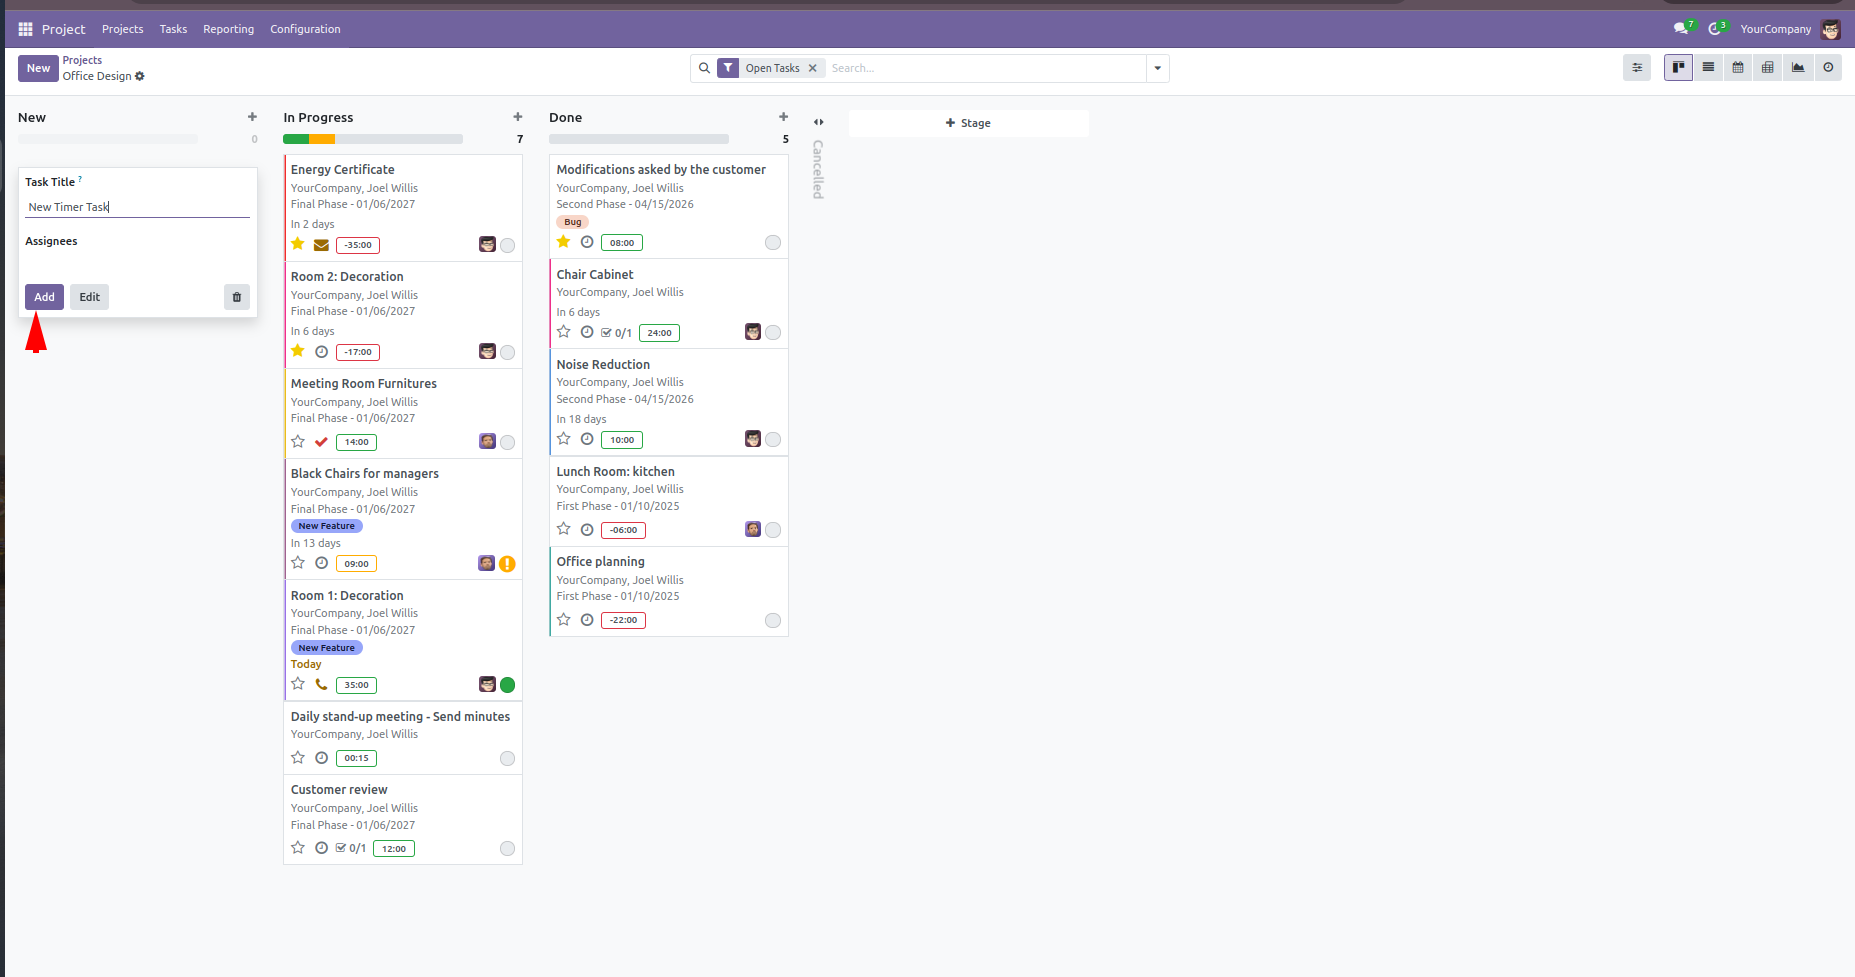 Project Projects Tasks Reporting Configuration 7 3 YourCompany
New Projects
Office Design
Open Tasks Search...
New
0
Task Title ?
New Timer Task
Assignees
Add Edit
In Progress
7
Energy Certificate
YourCompany, Joel Willis
Final Phase - 01/06/2027
In 2 days
-35:00
Room 2: Decoration
YourCompany, Joel Willis
Final Phase - 01/06/2027
In 6 days
-17:00
Meeting Room Furnitures
YourCompany, Joel Willis
Final Phase - 01/06/2027
14:00
Black Chairs for managers
YourCompany, Joel Willis
Final Phase - 01/06/2027
New Feature
In 13 days
09:00
Room 1: Decoration
YourCompany, Joel Willis
Final Phase - 01/06/2027
New Feature
Today
35:00
Daily stand-up meeting - Send minutes
YourCompany, Joel Willis
00:15
Customer review
YourCompany, Joel Willis
Final Phase - 01/06/2027
0/1 12:00
Done
5
Modifications asked by the customer
YourCompany, Joel Willis
Second Phase - 04/15/2026
Bug
08:00
Chair Cabinet
YourCompany, Joel Willis
In 6 days
0/1 24:00
Noise Reduction
YourCompany, Joel Willis
Second Phase - 04/15/2026
In 18 days
10:00
Lunch Room: kitchen
YourCompany, Joel Willis
First Phase - 01/10/2025
-06:00
Office planning
YourCompany, Joel Willis
First Phase - 01/10/2025
-22:00
Cancelled
+ Stage